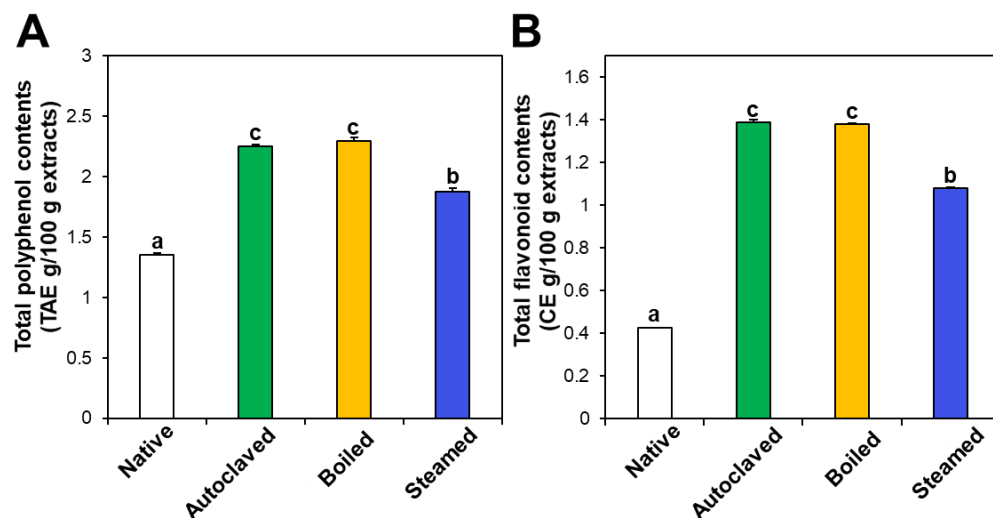 A
Total polyphenol contents
(TAE g/100 g extracts)
3
2.5
2
1.5
1
0.5
0
a
c
c
b
Native
Autoclaved
Boiled
Steamed
B
Total flavonoid contents
(CE g/100 g extracts)
1.6
1.4
1.2
1
0.8
0.6
0.4
0.2
0
a
c
c
b
Native
Autoclaved
Boiled
Steamed